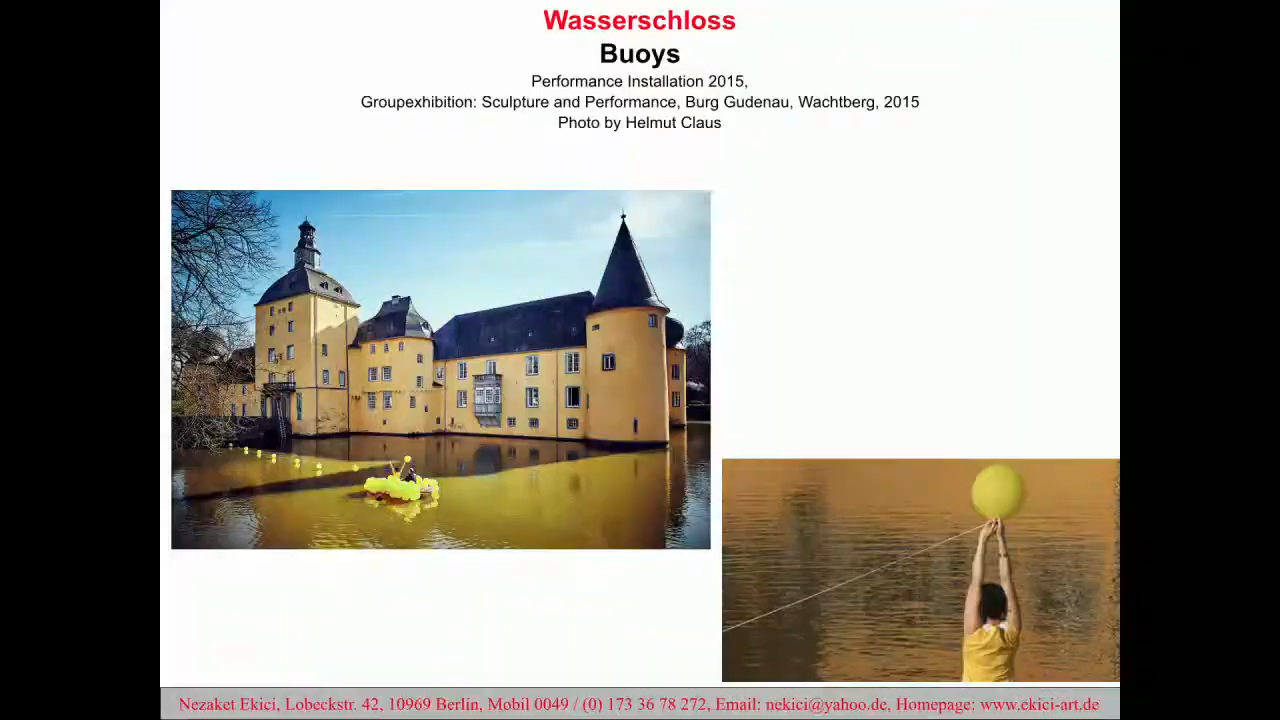 Wasserschloss
Buoys
Performance Installation 2015,
Groupexhibition: Sculpture and Performance, Burg Gudenau, Wachtberg, 2015
Photo by Helmut Claus
Nezaket Ekici, Lobeckstr. 42, 10969 Berlin, Mobil 0049 / (0) 173 36 78 272, Email: nekici@yahoo.de, Homepage: www.ekici-art.de